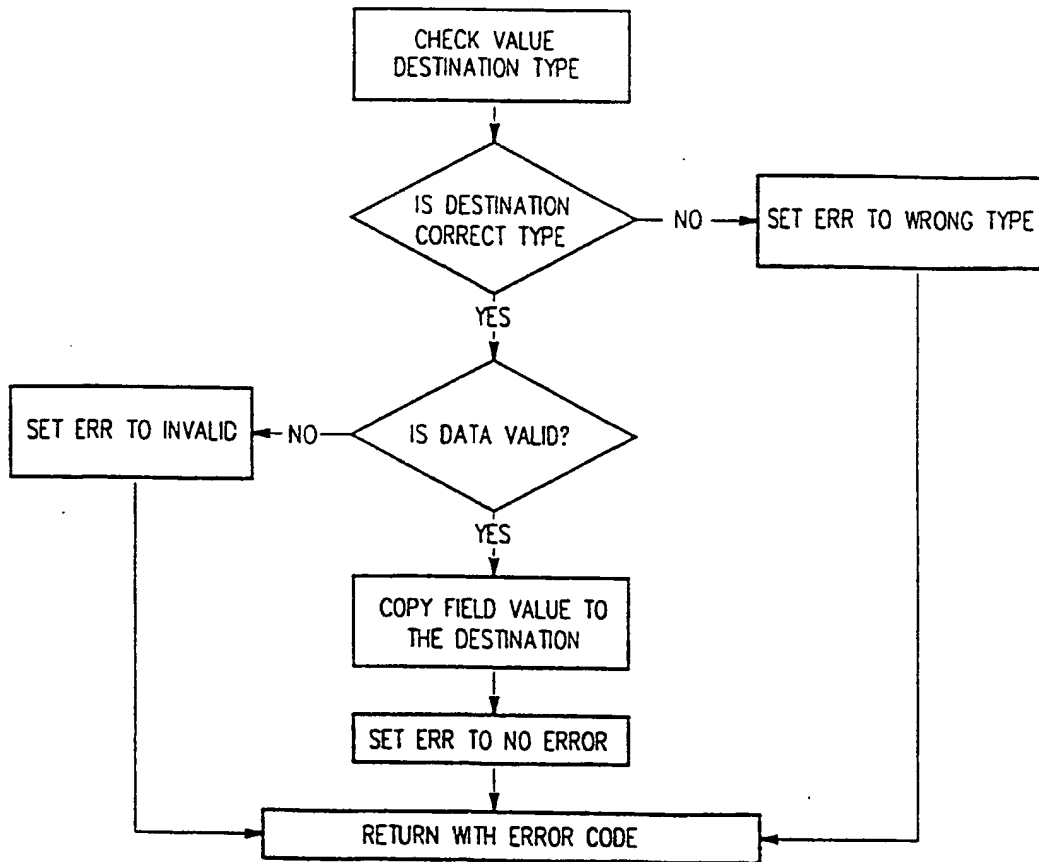 CHECK VALUE
DESTINATION TYPE
IS DESTINATION
CORRECT TYPE
NO
SET ERR TO WRONG TYPE
YES
SET ERR TO INVALID
NO
IS DATA VALID?
YES
COPY FIELD VALUE TO
THE DESTINATION
SET ERR TO NO ERROR
RETURN WITH ERROR CODE